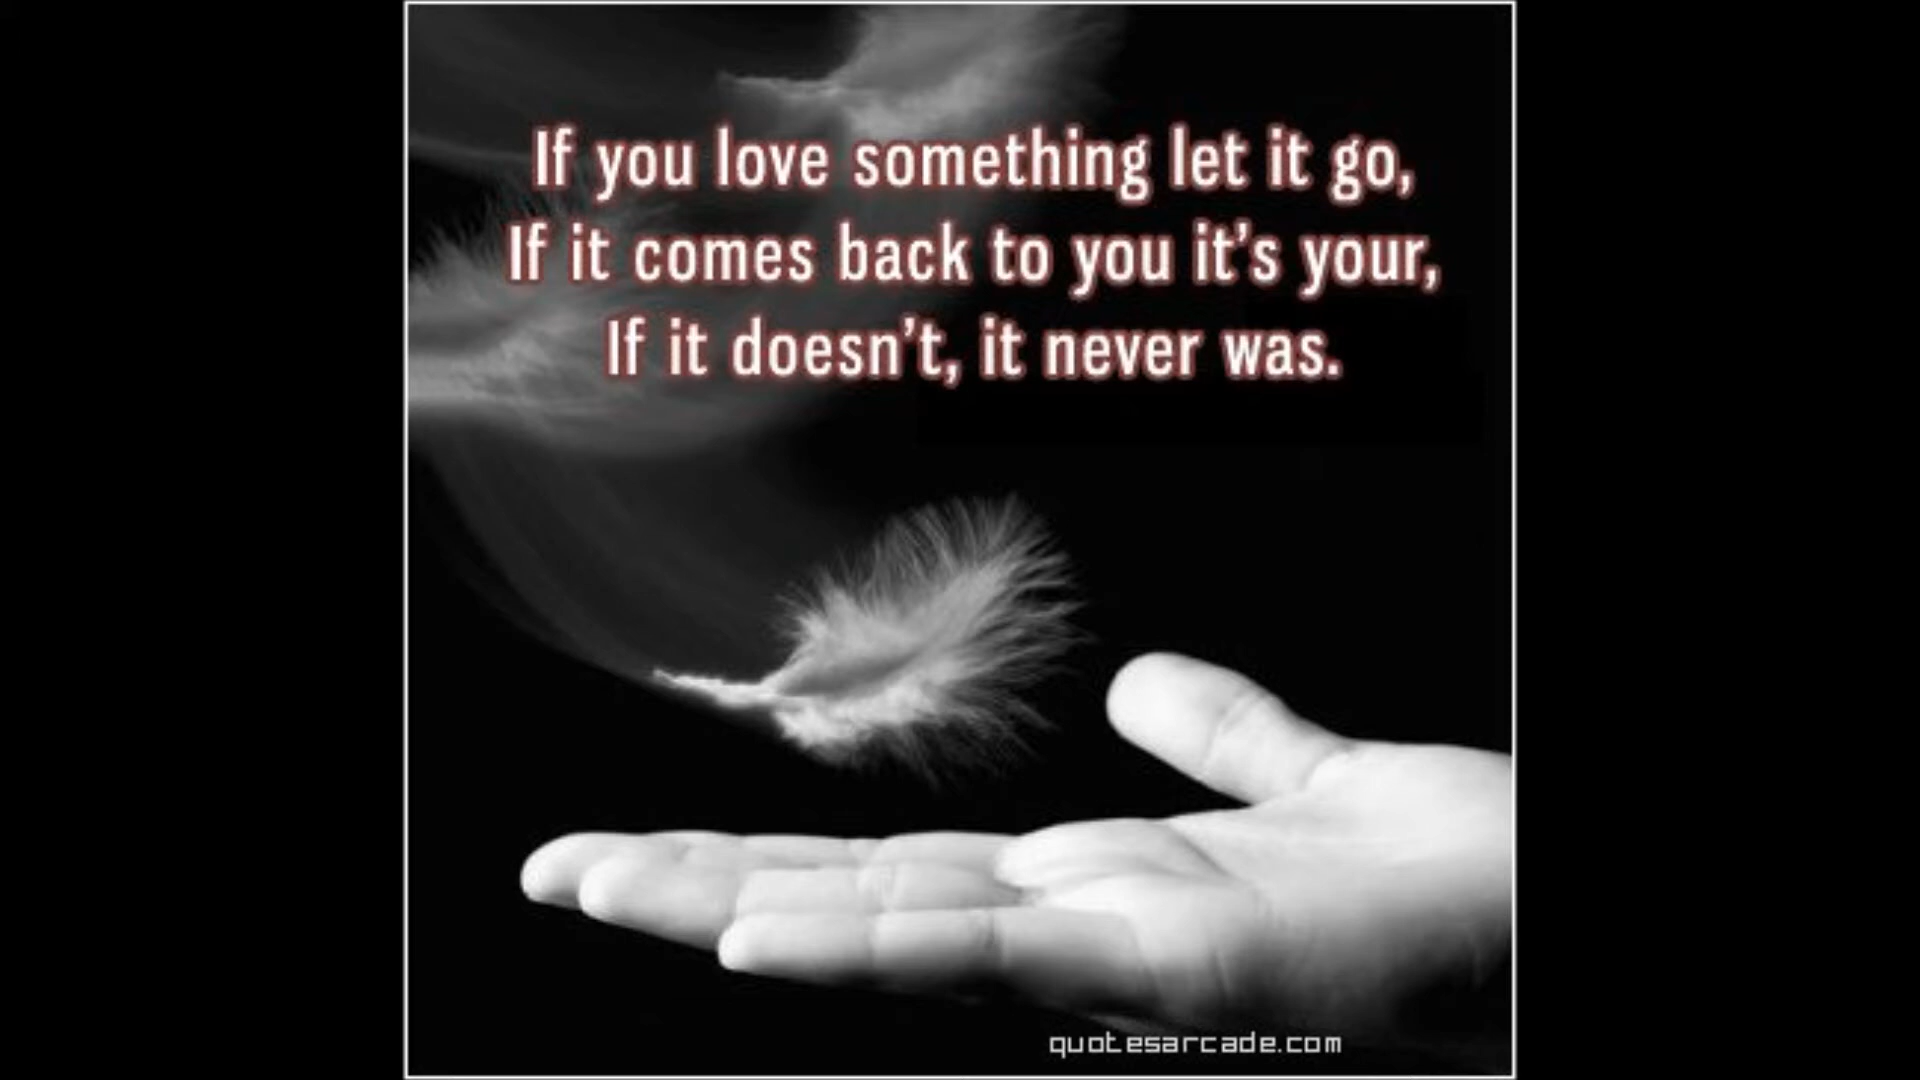 If you love something let it go,
If it comes back to you it's your,
If it doesn't, it never was.
quotesarcade.com